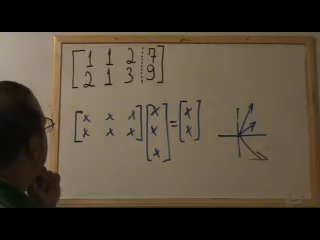 [ 1 1 2 ⋮ 7 ]
[ 2 1 3 ⋮ 9 ]
[ x x x ] [ x ] = [ x ]
[ x x x ] [ x ] [ x ]
[ x ]